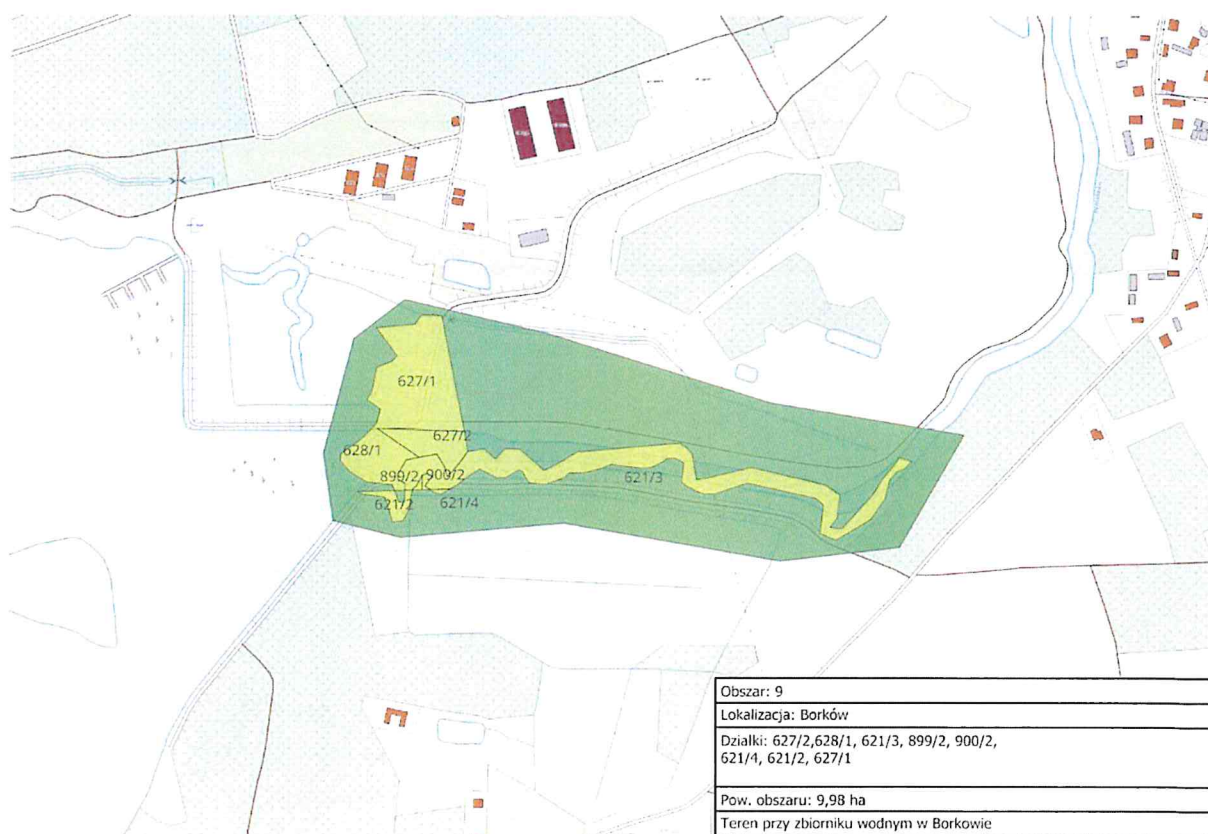 627/1
627/2
628/1
899/2 900/2
621/3
621/2
621/4
Obszar: 9
Lokalizacja: Borków
Działki: 627/2,628/1, 621/3, 899/2, 900/2,
621/4, 621/2, 627/1
Pow. obszaru: 9,98 ha
Teren przy zbiorniku wodnym w Borkowie